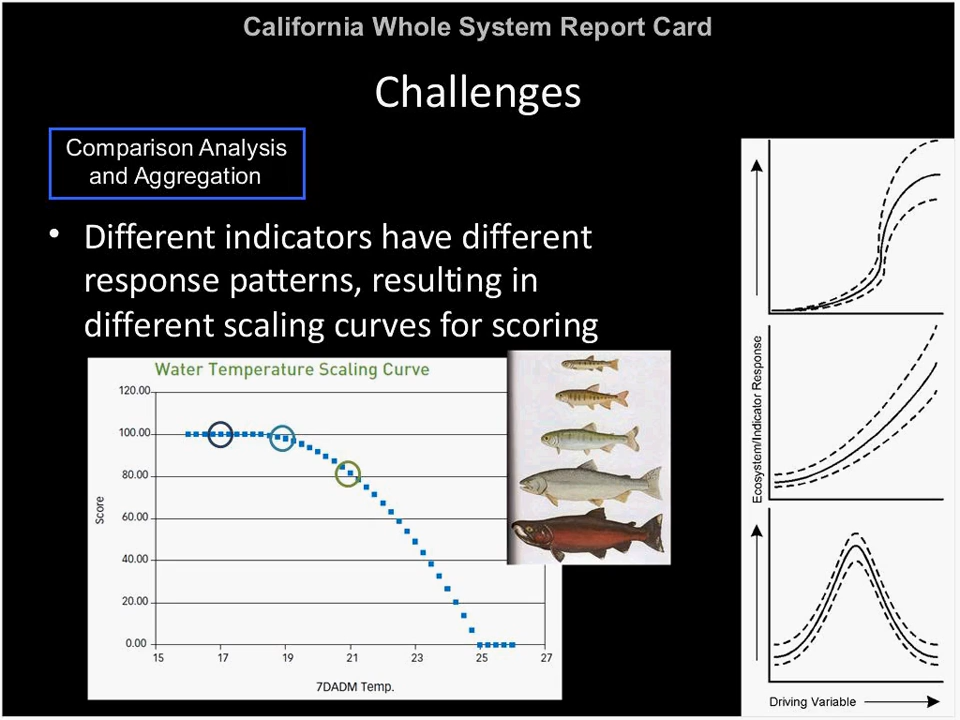 California Whole System Report Card
Challenges
Comparison Analysis
and Aggregation
• Different indicators have different
response patterns, resulting in
different scaling curves for scoring
Water Temperature Scaling Curve
120.00
100.00
80.00
60.00
40.00
20.00
0.00
Score
15 17 19 21 23 25 27
7DADM Temp.
Ecosystem/Indicator Response
Driving Variable